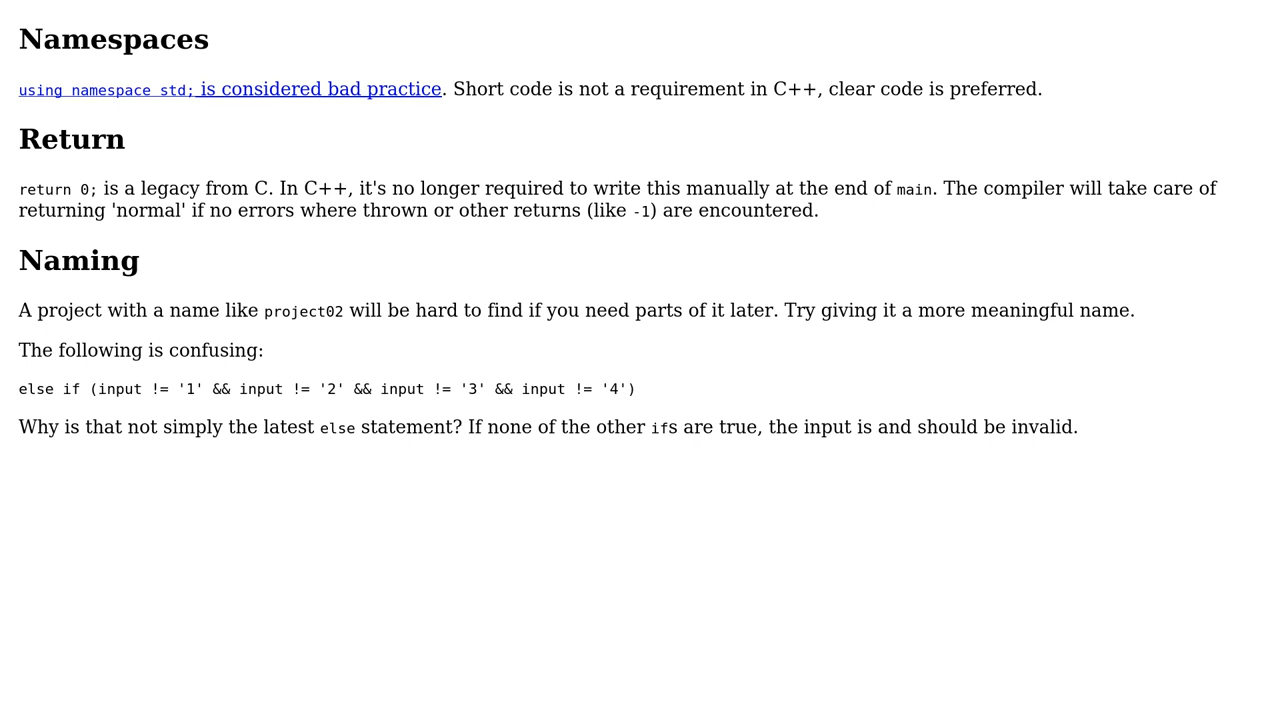 Namespaces
using namespace std; is considered bad practice. Short code is not a requirement in C++, clear code is preferred.
Return
return 0; is a legacy from C. In C++, it's no longer required to write this manually at the end of main. The compiler will take care of
returning 'normal' if no errors where thrown or other returns (like -1) are encountered.
Naming
A project with a name like project02 will be hard to find if you need parts of it later. Try giving it a more meaningful name.
The following is confusing:
else if (input != '1' && input != '2' && input != '3' && input != '4')
Why is that not simply the latest else statement? If none of the other ifs are true, the input is and should be invalid.